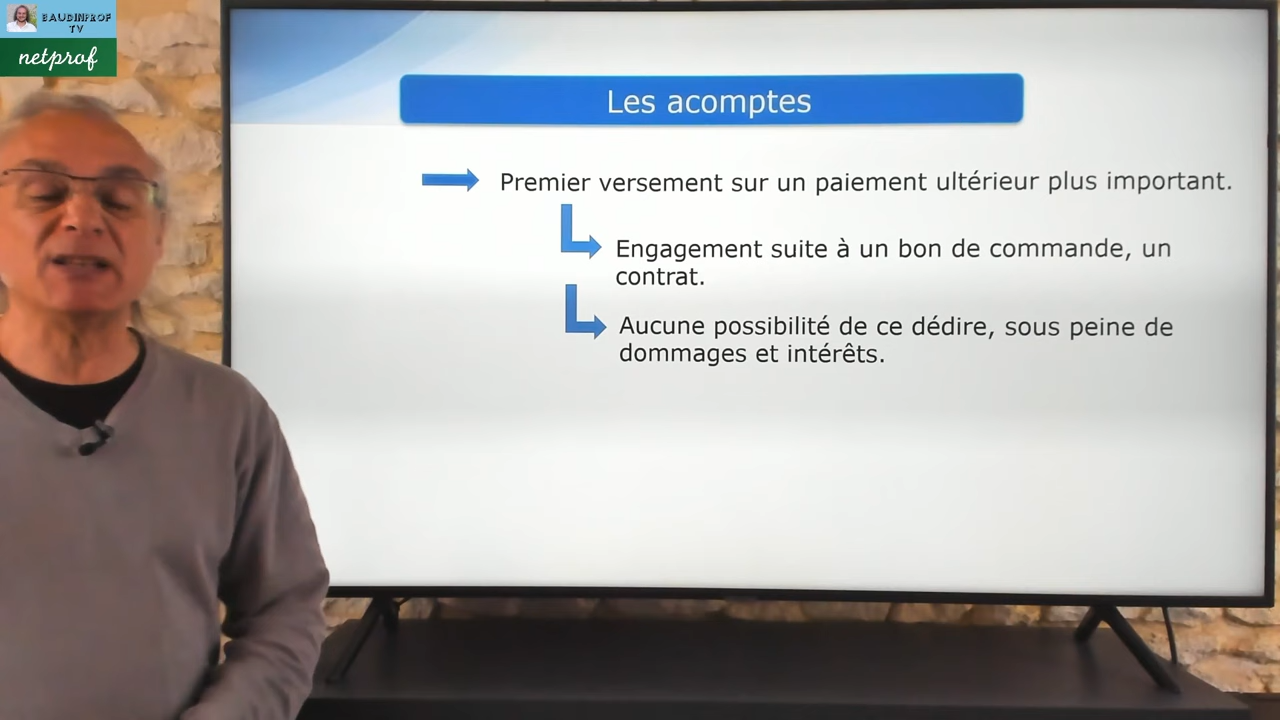 BAUDINPROF
TV
netprof
Les acomptes
Premier versement sur un paiement ultérieur plus important.
Engagement suite à un bon de commande, un
contrat.
Aucune possibilité de ce dédire, sous peine de
dommages et intérêts.